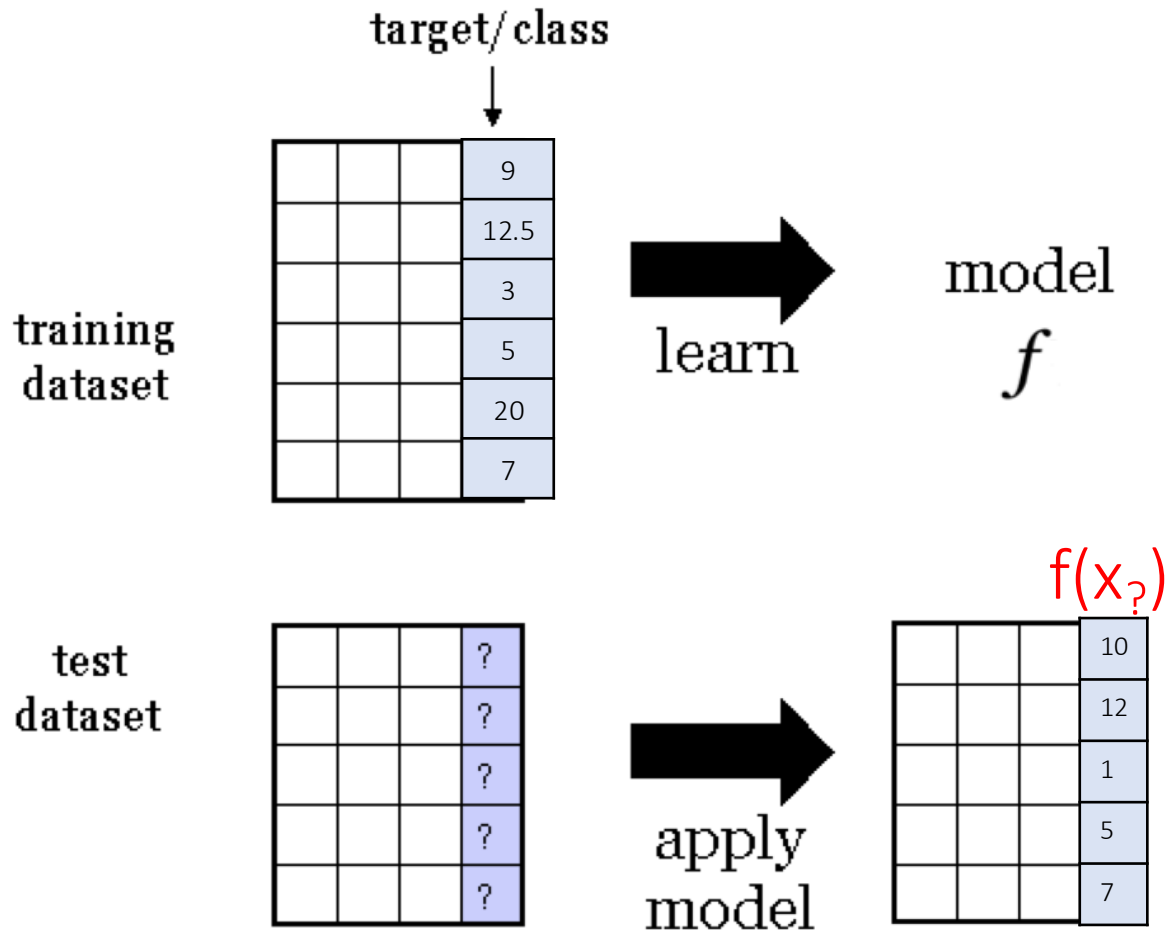 target/class
9
12.5
3
5
20
7
training
dataset
learn
model
f
test
dataset
?
?
?
?
?
apply
model
f(x?)
10
12
1
5
7